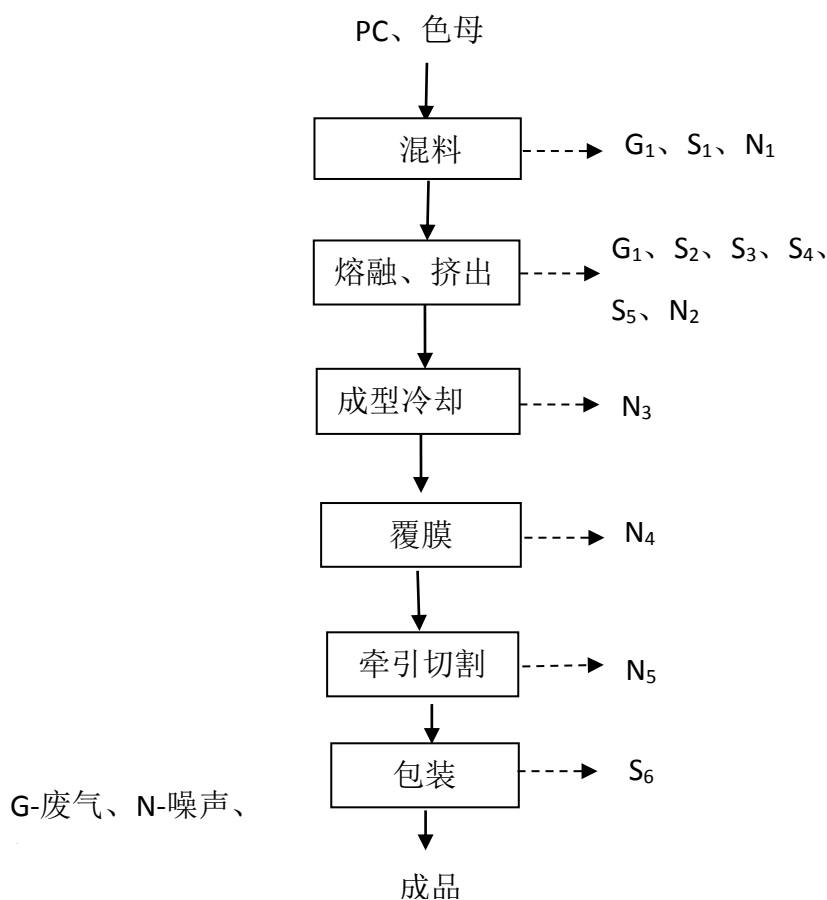 PC、色母
混料
G₁、S₁、N₁
熔融、挤出
G₁、S₂、S₃、S₄、
S₅、N₂
成型冷却
N₃
覆膜
N₄
牵引切割
N₅
包装
S₆
G-废气、N-噪声、
成品